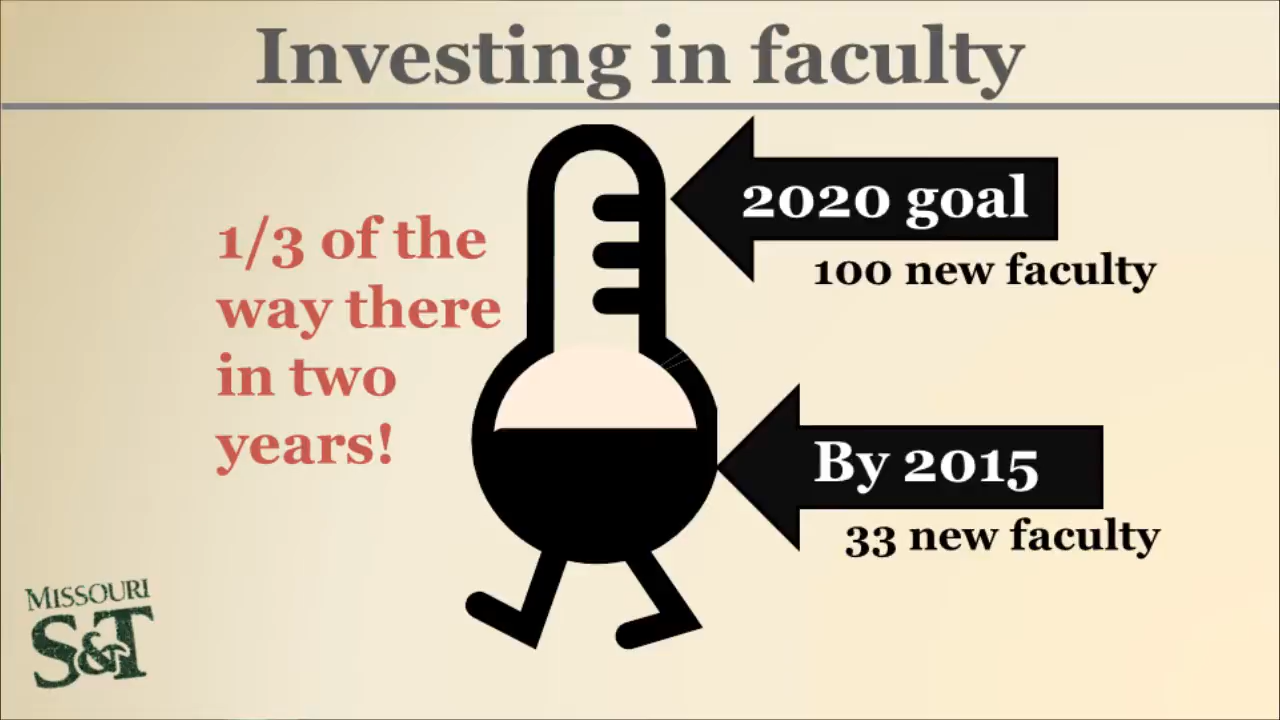 Investing in faculty
1/3 of the
way there
in two
years!
2020 goal
100 new faculty
By 2015
33 new faculty
MISSOURI
S&T